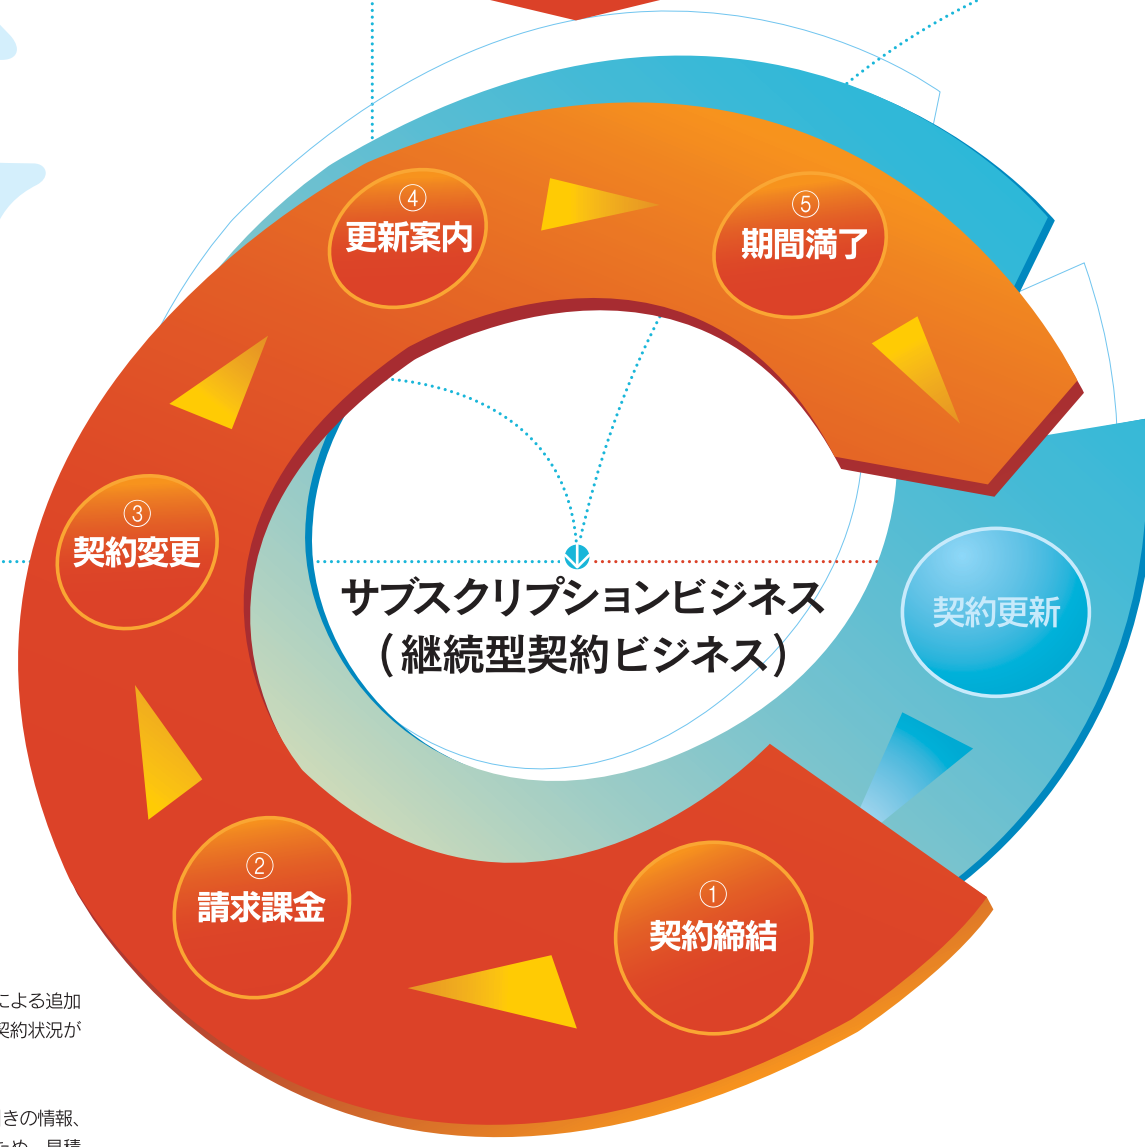 ④
更新案内
⑤
期間満了
③
契約変更
サブスクリプションビジネス
(継続型契約ビジネス)
契約更新
②
請求課金
①
契約締結
による追加
契約状況が
きの情報、